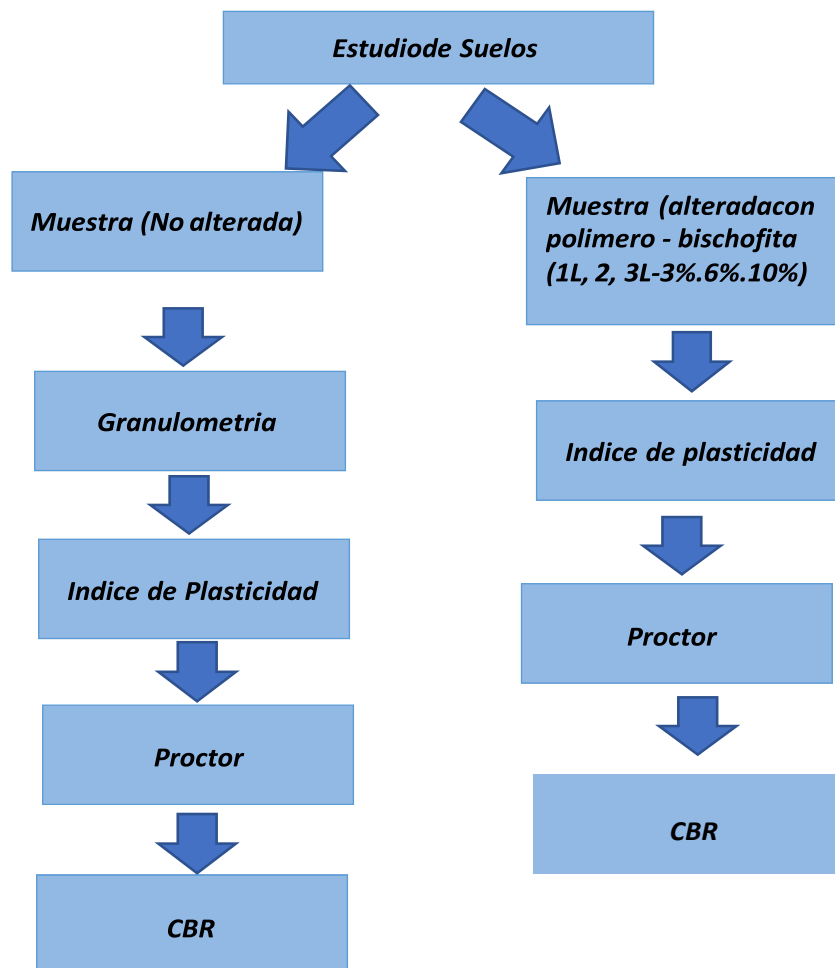 Estudiode Suelos
Muestra (No alterada)
Granulometria
Indice de Plasticidad
Proctor
CBR
Muestra (alteradacon
polimero - bischofita
(1L, 2, 3L-3%.6%.10%)
Indice de plasticidad
Proctor
CBR